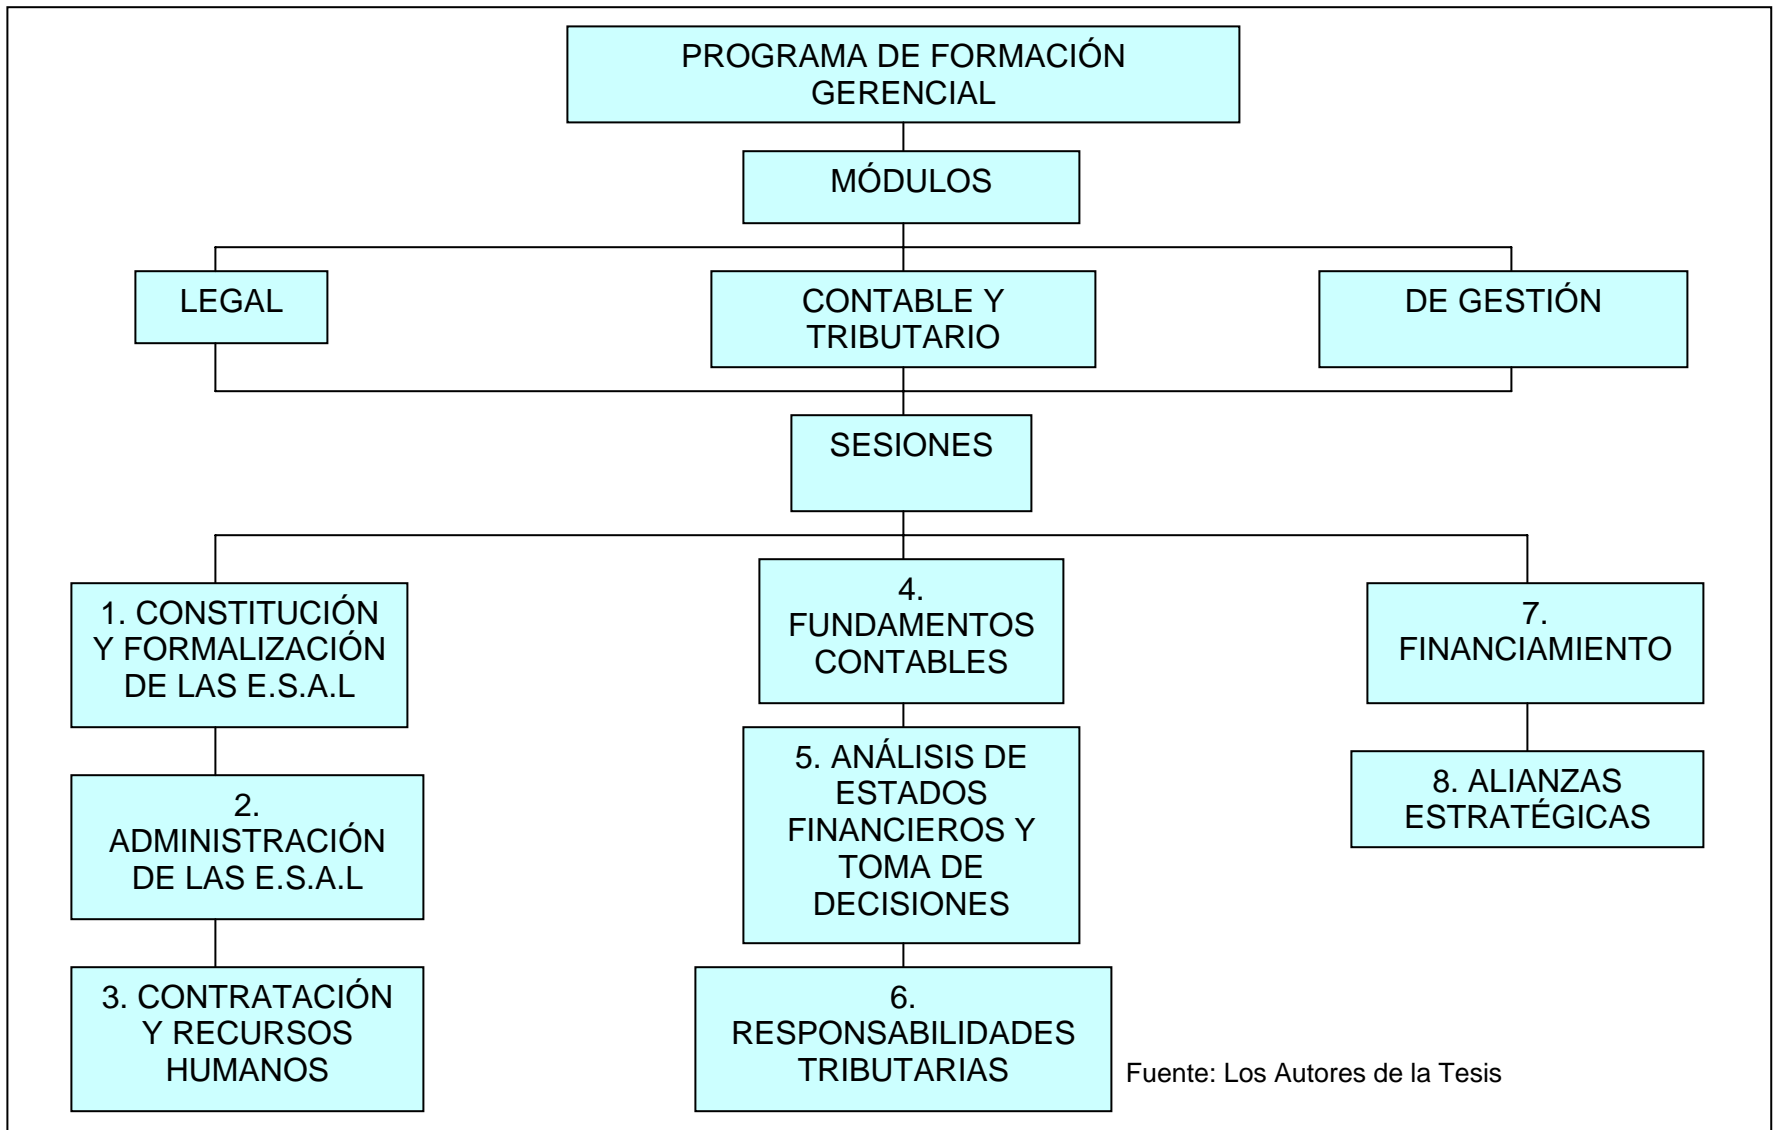 PROGRAMA DE FORMACIÓN
GERENCIAL
MÓDULOS
LEGAL
CONTABLE Y
TRIBUTARIO
DE GESTIÓN
SESIONES
1. CONSTITUCIÓN
Y FORMALIZACIÓN
DE LAS E.S.A.L
2.
ADMINISTRACIÓN
DE LAS E.S.A.L
3. CONTRATACIÓN
Y RECURSOS
HUMANOS
4.
FUNDAMENTOS
CONTABLES
5. ANÁLISIS DE
ESTADOS
FINANCIEROS Y
TOMA DE
DECISIONES
6.
RESPONSABILIDADES
TRIBUTARIAS
7.
FINANCIAMIENTO
8. ALIANZAS
ESTRATÉGICAS
Fuente: Los Autores de la Tesis